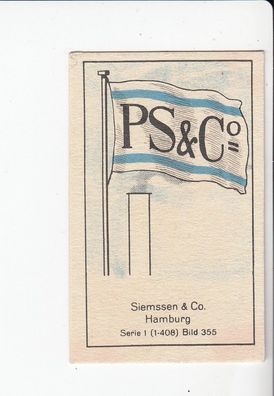 PS&Cº
Siemssen & Co.
Hamburg
Serie 1 (1-408) Bild 355